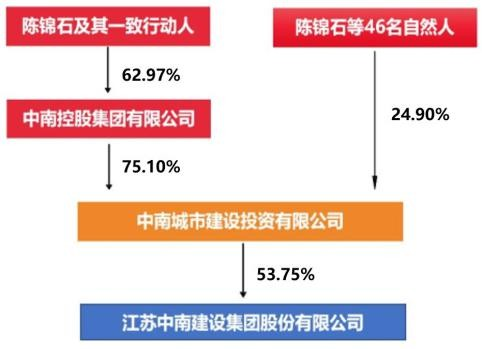 陈锦石及其一致行动人
陈锦石等46名自然人
62.97%
中南控股集团有限公司
24.90%
75.10%
中南城市建设投资有限公司
53.75%
江苏中南建设集团股份有限公司